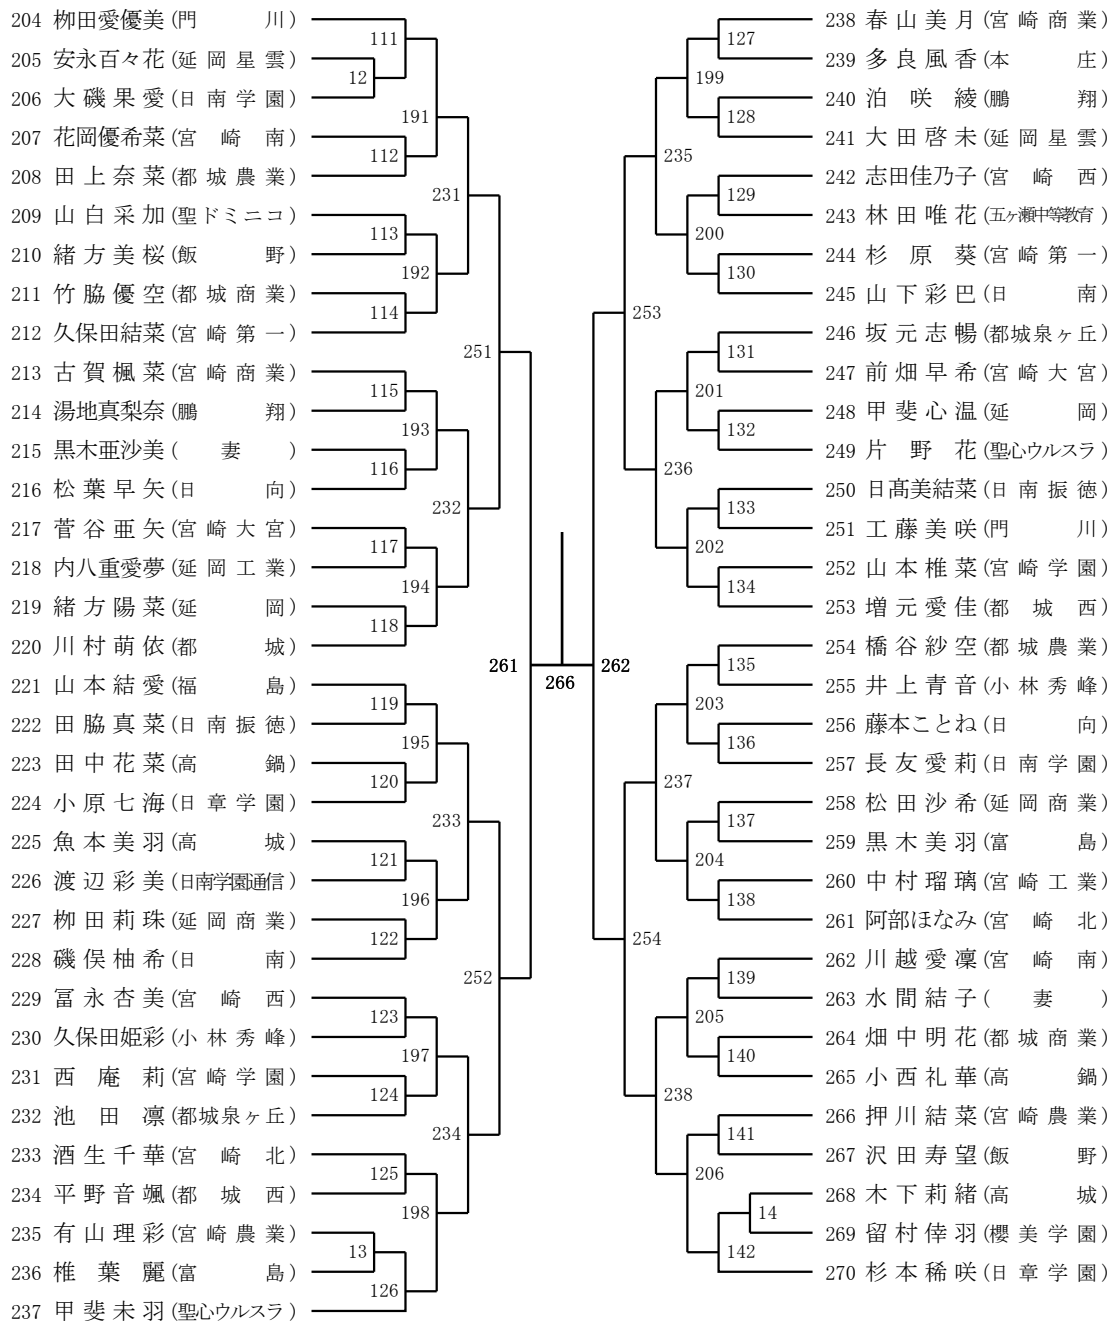 204 栁田愛優美(門川)
205 安永百々花(延岡星雲)
206 大磯果愛(日南学園)
207 花岡優希菜(宮崎南)
208 田上奈菜(都城農業)
209 山白采加(聖ドミニコ)
210 緒方美桜(飯野)
211 竹脇優空(都城商業)
212 久保田結菜(宮崎第一)
213 古賀楓菜(宮崎商業)
214 湯地真梨奈(鵬翔)
215 黒木亜沙美(妻)
216 松葉早矢(日向)
217 菅谷亜矢(宮崎大宮)
218 内八重愛夢(延岡工業)
219 緒方陽菜(延岡)
220 川村萌依(都城)
221 山本結愛(福島)
222 田脇真菜(日南振徳)
223 田中花菜(高鍋)
224 小原七海(日章学園)
225 魚本美羽(高城)
226 渡辺彩美(日南学園通信)
227 栁田莉珠(延岡商業)
228 磯俣柚希(日南)
229 冨永杏美(宮崎西)
230 久保田姫彩(小林秀峰)
231 西庵莉(宮崎学園)
232 池田凛(都城泉ヶ丘)
233 酒生千華(宮崎北)
234 平野音颯(都城西)
235 有山理彩(宮崎農業)
236 椎葉麗(富島)
237 甲斐未羽(聖心ウルスラ)
111
12
112
113
114
115
116
117
118
119
120
121
122
123
124
125
13
126
191
192
193
194
195
196
197
198
231
232
233
234
251
252
261
266
262
253
254
235
236
237
238
199
200
201
202
203
204
205
206
127
128
129
130
131
132
133
134
135
136
137
138
139
140
141
14
142
238 春山美月(宮崎商業)
239 多良風香(本庄)
240 泊咲綾(鵬翔)
241 大田啓未(延岡星雲)
242 志田佳乃子(宮崎西)
243 林田唯花(五ヶ瀬中等教育)
244 杉原葵(宮崎第一)
245 山下彩巴(日南)
246 坂元志暢(都城泉ヶ丘)
247 前畑早希(宮崎大宮)
248 甲斐心温(延岡)
249 片野花(聖心ウルスラ)
250 日髙美結菜(日南振徳)
251 工藤美咲(門川)
252 山本椎菜(宮崎学園)
253 増元愛佳(都城西)
254 橋谷紗空(都城農業)
255 井上青音(小林秀峰)
256 藤本ことね(日向)
257 長友愛莉(日南学園)
258 松田沙希(延岡商業)
259 黒木美羽(富島)
260 中村瑠璃(宮崎工業)
261 阿部ほなみ(宮崎北)
262 川越愛凜(宮崎南)
263 水間結子(妻)
264 畑中明花(都城商業)
265 小西礼華(高鍋)
266 押川結菜(宮崎農業)
267 沢田寿望(飯野)
268 木下莉緒(高城)
269 留村倖羽(櫻美学園)
270 杉本稀咲(日章学園)